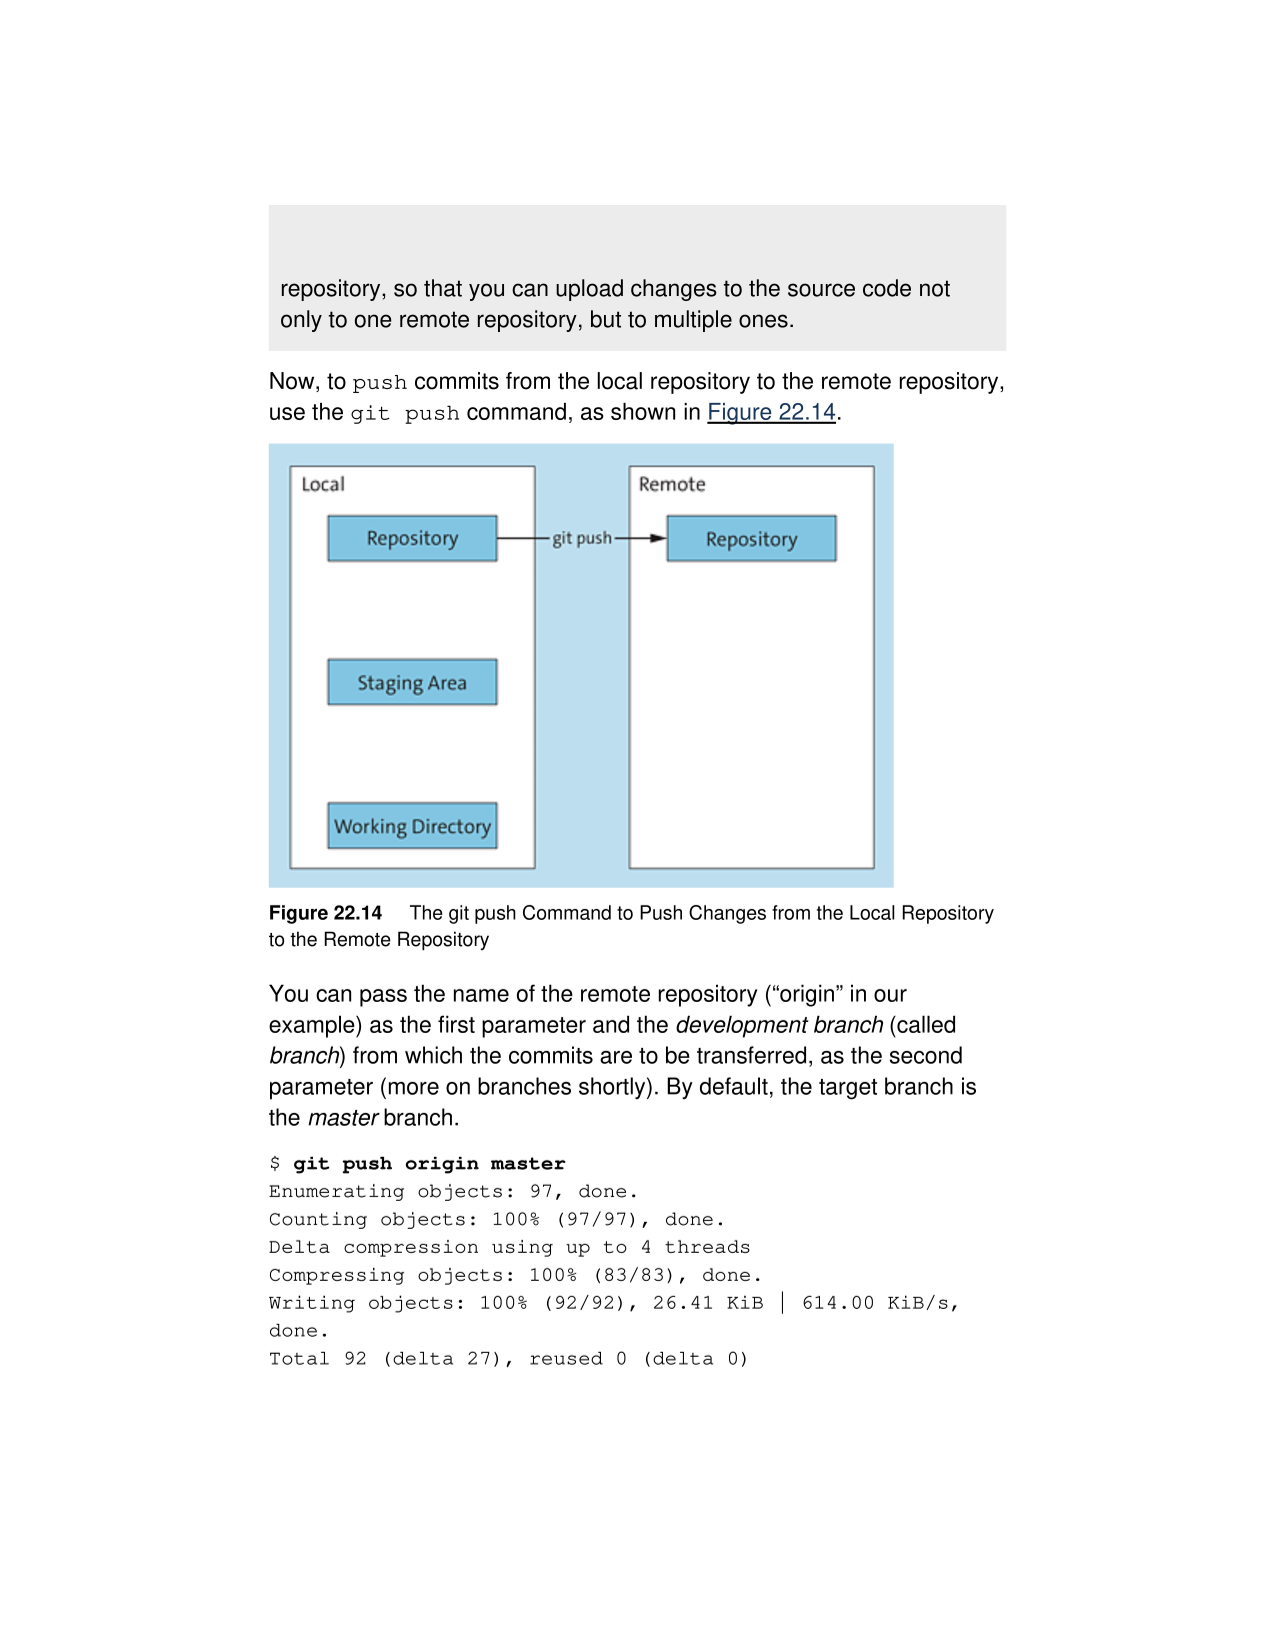 repository, so that you can upload changes to the source code not
only to one remote repository, but to multiple ones.
Now, to push commits from the local repository to the remote repository,
use the git push command, as shown in Figure 22.14.
Local
Remote
Repository
git push
Repository
Staging Area
Working Directory
Figure 22.14 The git push Command to Push Changes from the Local Repository
to the Remote Repository
You can pass the name of the remote repository (“origin” in our
example) as the first parameter and the development branch (called
branch) from which the commits are to be transferred, as the second
parameter (more on branches shortly). By default, the target branch is
the master branch.
$ git push origin master
Enumerating objects: 97, done.
Counting objects: 100% (97/97), done.
Delta compression using up to 4 threads
Compressing objects: 100% (83/83), done.
Writing objects: 100% (92/92), 26.41 KiB | 614.00 KiB/s,
done.
Total 92 (delta 27), reused 0 (delta 0)